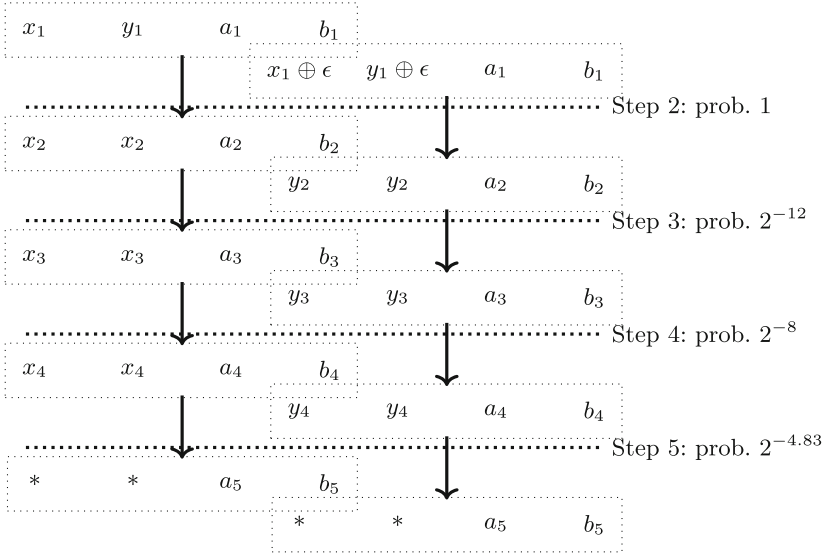 x₁ y₁ a₁ b₁
x₁ ⊕ ϵ y₁ ⊕ ϵ a₁ b₁
Step 2: prob. 1
x₂ x₂ a₂ b₂
y₂ y₂ a₂ b₂
Step 3: prob. 2⁻¹²
x₃ x₃ a₃ b₃
y₃ y₃ a₃ b₃
Step 4: prob. 2⁻⁸
x₄ x₄ a₄ b₄
y₄ y₄ a₄ b₄
Step 5: prob. 2^{−4.83}
* * a₅ b₅
* * a₅ b₅